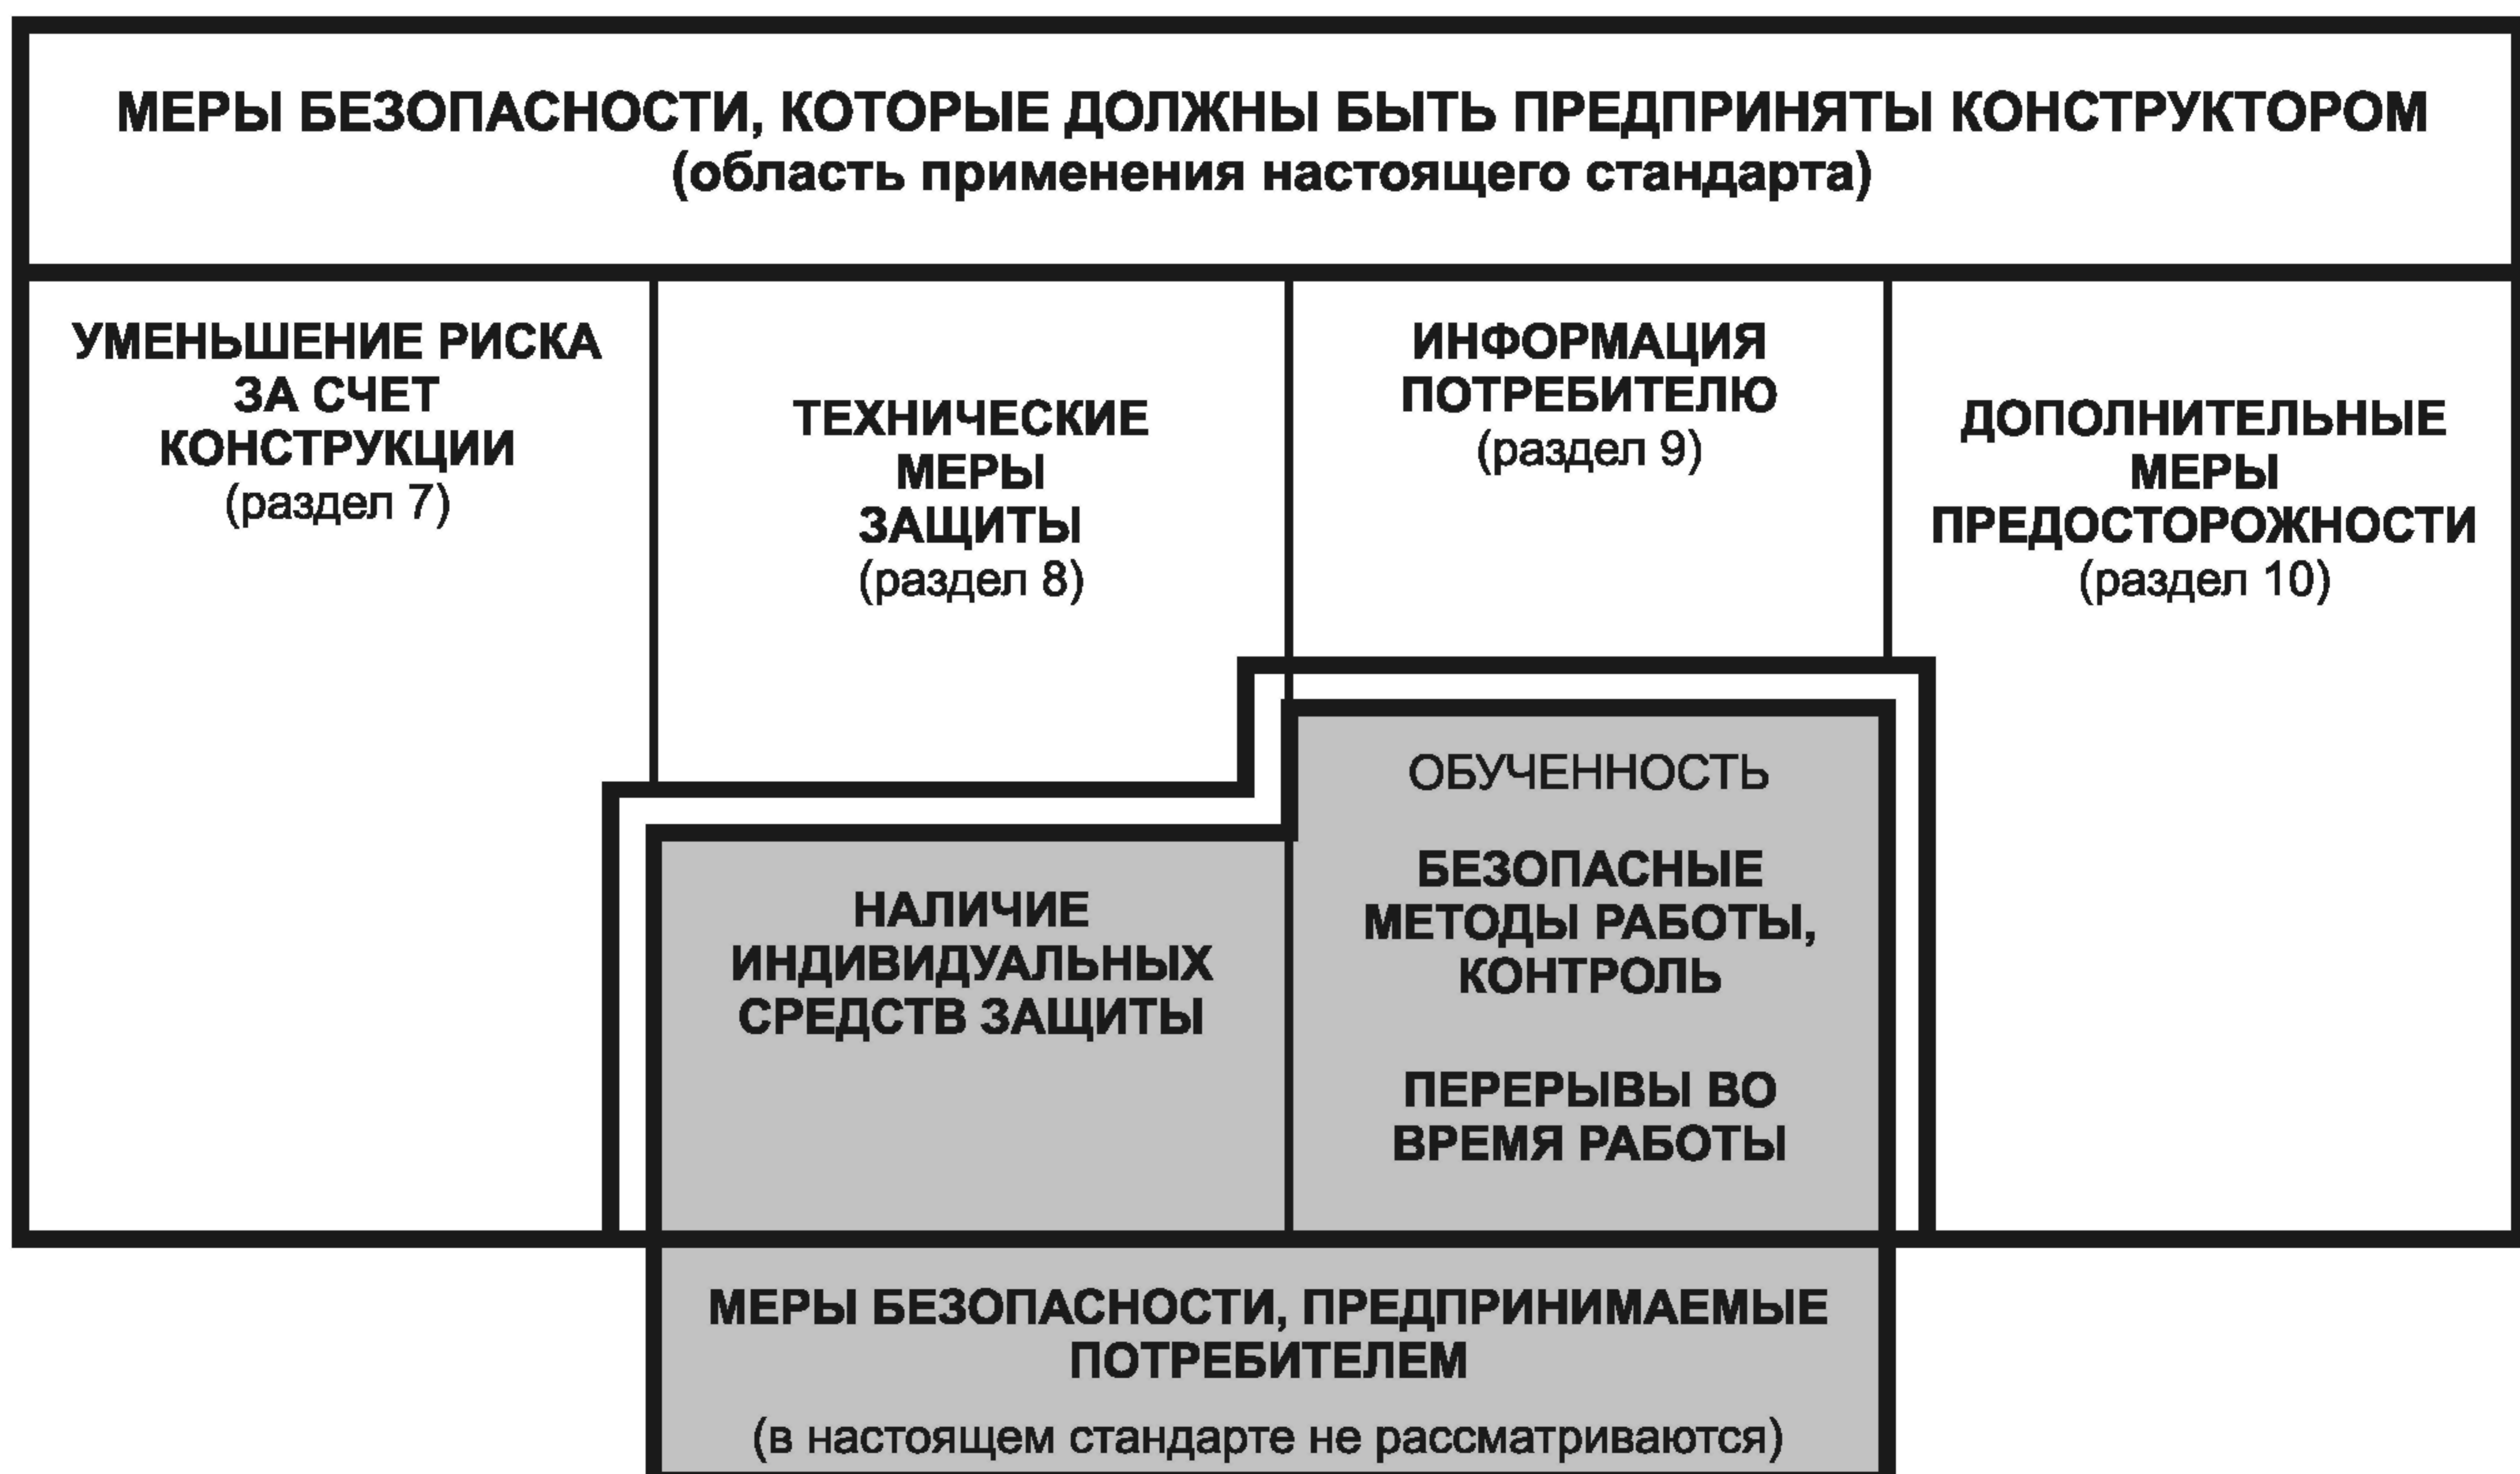 МЕРЫ БЕЗОПАСНОСТИ, КОТОРЫЕ ДОЛЖНЫ БЫТЬ ПРЕДПРИНЯТЫ КОНСТРУКТОРОМ
(область применения настоящего стандарта)
УМЕНЬШЕНИЕ РИСКА
ЗА СЧЕТ
КОНСТРУКЦИИ
(раздел 7)
ТЕХНИЧЕСКИЕ
МЕРЫ
ЗАЩИТЫ
(раздел 8)
ИНФОРМАЦИЯ
ПОТРЕБИТЕЛЮ
(раздел 9)
ДОПОЛНИТЕЛЬНЫЕ
МЕРЫ
ПРЕДОСТОРОЖНОСТИ
(раздел 10)
НАЛИЧИЕ
ИНДИВИДУАЛЬНЫХ
СРЕДСТВ ЗАЩИТЫ
ОБУЧЕННОСТЬ
БЕЗОПАСНЫЕ
МЕТОДЫ РАБОТЫ,
КОНТРОЛЬ
ПЕРЕРЫВЫ ВО
ВРЕМЯ РАБОТЫ
МЕРЫ БЕЗОПАСНОСТИ, ПРЕДПРИНИМАЕМЫЕ
ПОТРЕБИТЕЛЕМ
(в настоящем стандарте не рассматриваются)